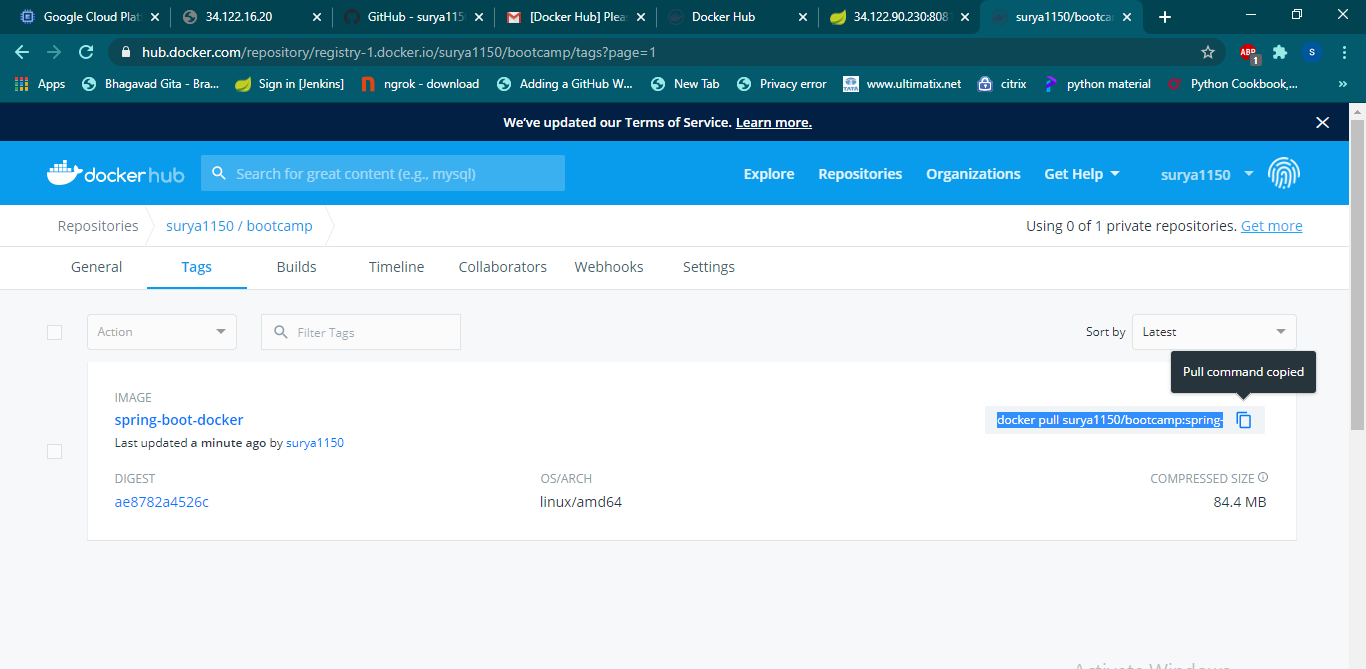 Google Cloud Plat
34.122.16.20
GitHub - surya115
[Docker Hub] Plea
Docker Hub
34.122.90.230:808
surya1150/bootca
hub.docker.com/repository/registry-1.docker.io/surya1150/bootcamp/tags?page=1
ABP
1
S
Apps
Bhagavad Gita - Bra...
Sign in [Jenkins]
ngrok - download
Adding a GitHub W...
New Tab
Privacy error
www.ultimatix.net
citrix
python material
Python Cookbook,...
We've updated our Terms of Service. Learn more.
docker hub
Search for great content (e.g., mysql)
Explore
Repositories
Organizations
Get Help
surya1150
Repositories
surya1150 / bootcamp
Using 0 of 1 private repositories. Get more
General
Tags
Builds
Timeline
Collaborators
Webhooks
Settings
Action
Filter Tags
Sort by
Latest
Pull command copied
IMAGE
spring-boot-docker
docker pull surya1150/bootcamp:spring-
Last updated a minute ago by surya1150
DIGEST
OS/ARCH
COMPRESSED SIZE
ae8782a4526c
linux/amd64
84.4 MB
Activate Windows